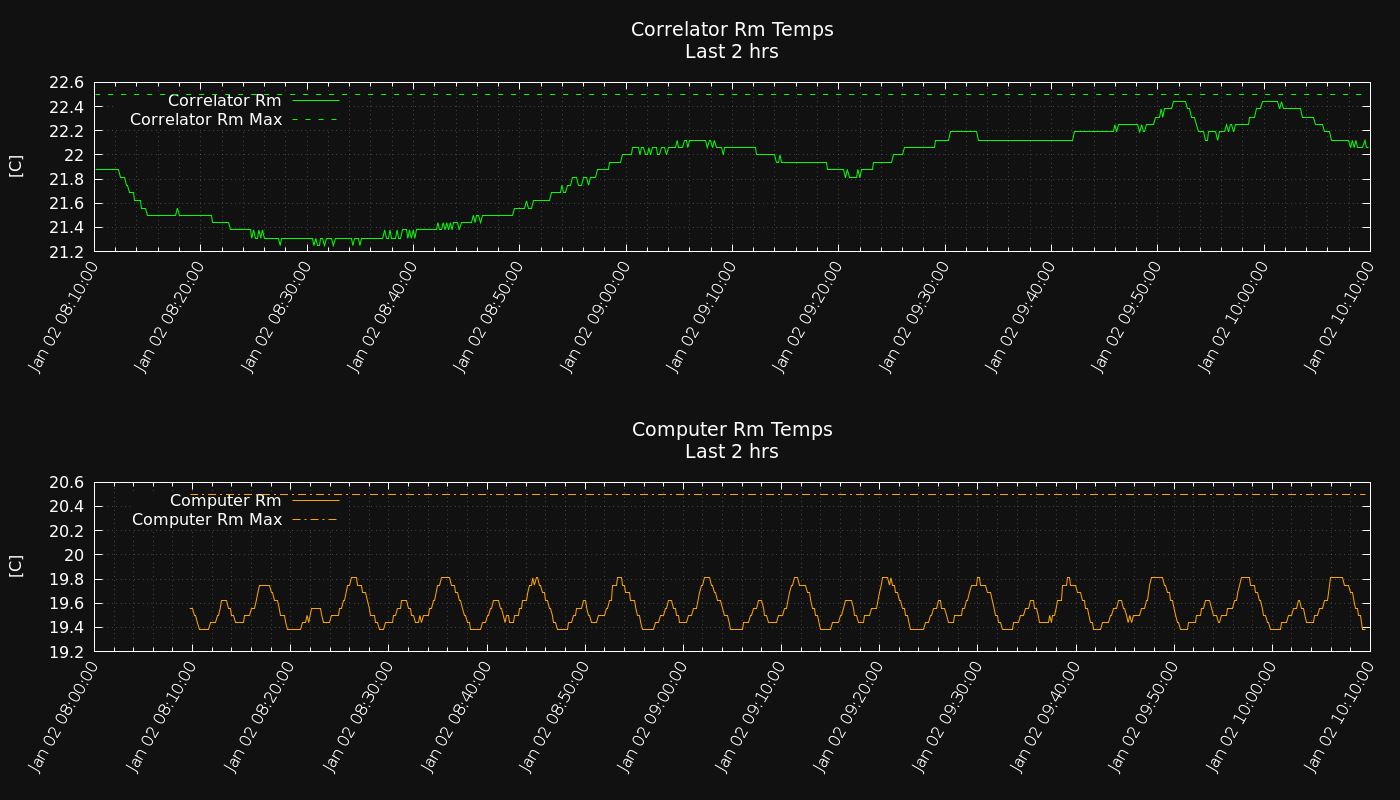 Correlator Rm Temps
Last 2 hrs
22.6
22.4
22.2
22
21.8
21.6
21.4
21.2
[C]
Correlator Rm
Correlator Rm Max
Jan 02 08:10:00
Jan 02 08:20:00
Jan 02 08:30:00
Jan 02 08:40:00
Jan 02 08:50:00
Jan 02 09:00:00
Jan 02 09:10:00
Jan 02 09:20:00
Jan 02 09:30:00
Jan 02 09:40:00
Jan 02 09:50:00
Jan 02 10:00:00
Jan 02 10:10:00
Computer Rm Temps
Last 2 hrs
20.6
20.4
20.2
20
19.8
19.6
19.4
19.2
[C]
Computer Rm
Computer Rm Max
Jan 02 08:00:00
Jan 02 08:10:00
Jan 02 08:20:00
Jan 02 08:30:00
Jan 02 08:40:00
Jan 02 08:50:00
Jan 02 09:00:00
Jan 02 09:10:00
Jan 02 09:20:00
Jan 02 09:30:00
Jan 02 09:40:00
Jan 02 09:50:00
Jan 02 10:00:00
Jan 02 10:10:00